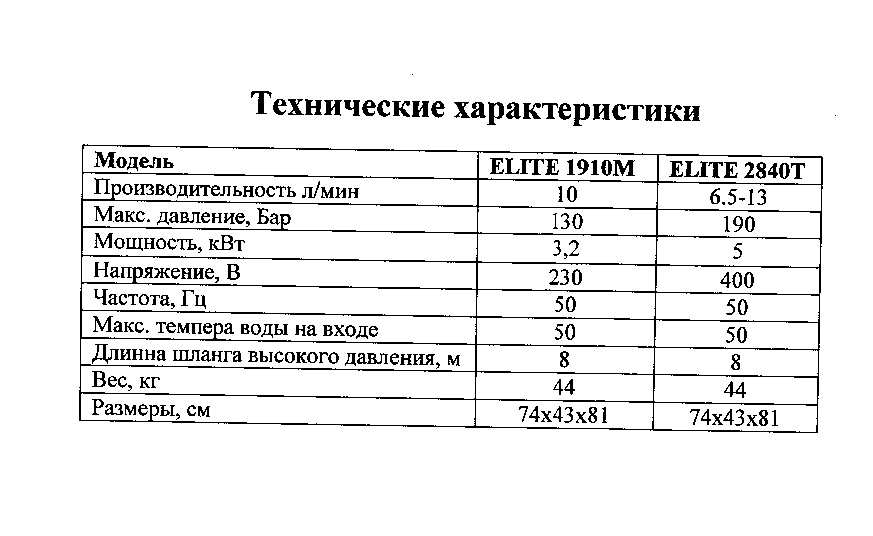 Технические характеристики
Модель ELITE 1910M ELITE 2840T
Производительность л/мин 10 6.5-13
Макс. давление, Бар 130 190
Мощность, кВт 3,2 5
Напряжение, В 230 400
Частота, Гц 50 50
Макс. темпера воды на входе 50 50
Длинна шланга высокого давления, м 8 8
Вес, кг 44 44
Размеры, см 74х43х81 74х43х81